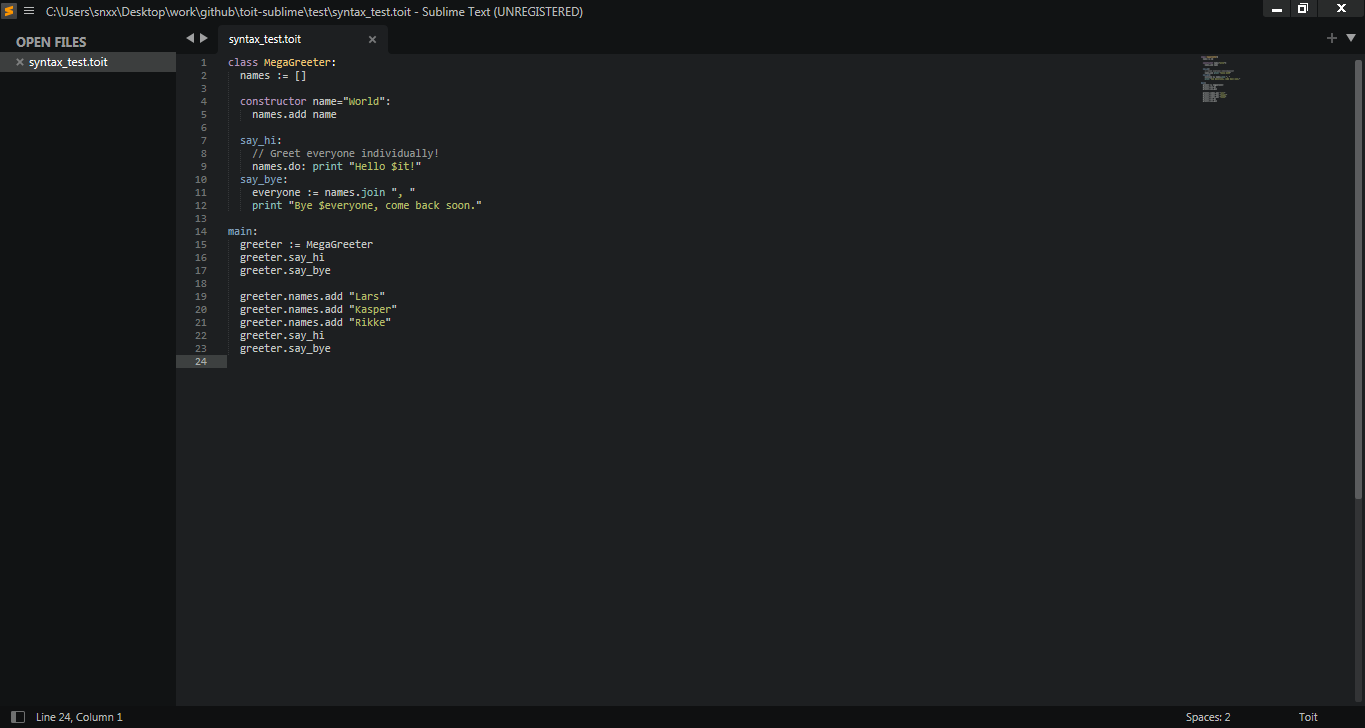 C:\Users\snxx\Desktop\work\github\toit-sublime\test\syntax_test.toit - Sublime Text (UNREGISTERED)
OPEN FILES
syntax_test.toit
syntax_test.toit
1 class MegaGreeter:
2   names := []
3
4   constructor name="World":
5     names.add name
6
7   say_hi:
8     // Greet everyone individually!
9     names.do: print "Hello $it!"
10   say_bye:
11     everyone := names.join ", "
12     print "Bye $everyone, come back soon."
13
14 main:
15   greeter := MegaGreeter
16   greeter.say_hi
17   greeter.say_bye
18
19   greeter.names.add "Lars"
20   greeter.names.add "Kasper"
21   greeter.names.add "Rikke"
22   greeter.say_hi
23   greeter.say_bye
24
Line 24, Column 1
Spaces: 2
Toit